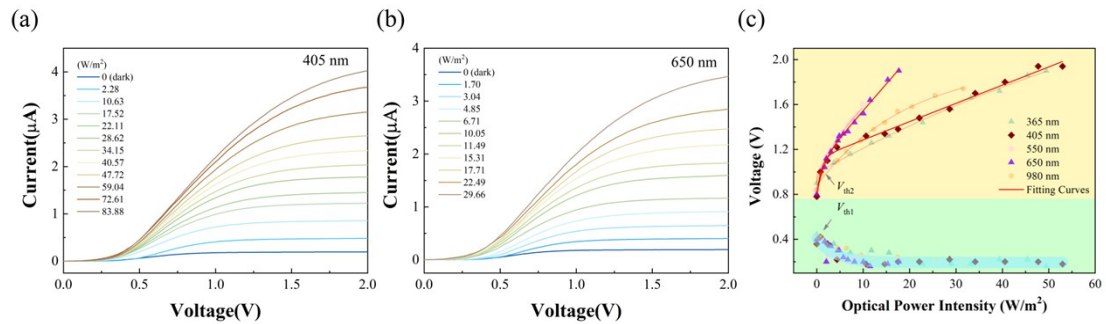 (a)
Current(μA)
4
3
2
1
0
(W/m²)
0 (dark)
2.28
10.63
17.52
22.11
28.62
34.15
40.57
47.72
59.04
72.61
83.88
405 nm
0.0
0.5
1.0
1.5
2.0
Voltage(V)
(b)
Current(μA)
4
3
2
1
0
(W/m²)
0 (dark)
1.70
3.04
4.85
6.71
10.05
11.49
15.31
17.71
22.49
29.66
650 nm
0.0
0.5
1.0
1.5
2.0
Voltage(V)
(c)
Voltage (V)
2.0
1.6
1.2
0.8
0.4
365 nm
405 nm
550 nm
650 nm
980 nm
Fitting Curves
Vth2
Vth1
0
10
20
30
40
50
60
Optical Power Intensity (W/m²)